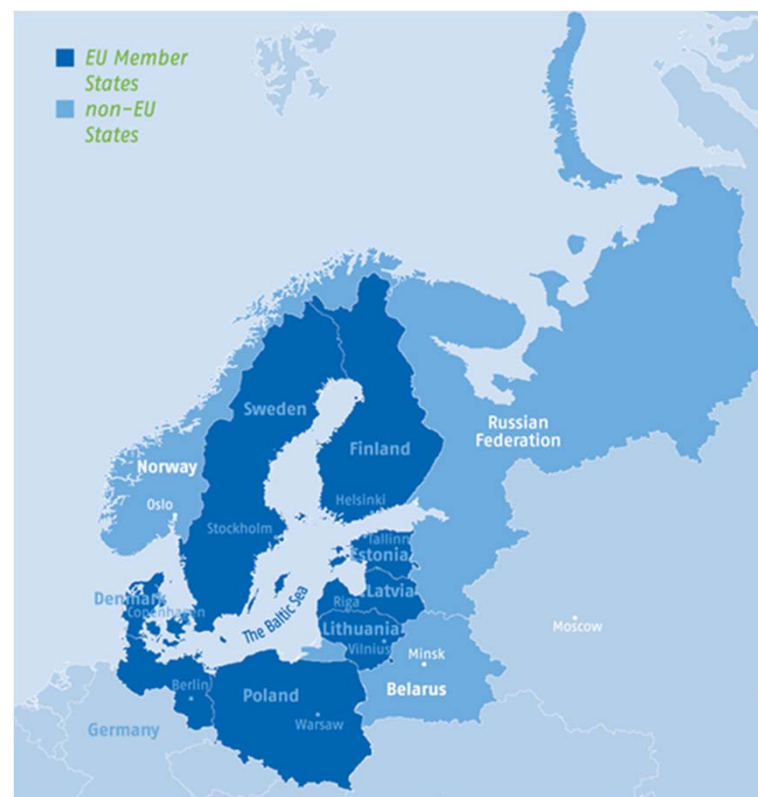 EU Member
States
non-EU
States
Sweden
Finland
Russian
Federation
Norway
Oslo
Helsinki
Stockholm
Tallinn
Estonia
Denmark
Copenhagen
Latvia
Riga
The Baltic Sea
Lithuania
Vilnius
Moscow
Minsk
Belarus
Berlin
Poland
Warsaw
Germany